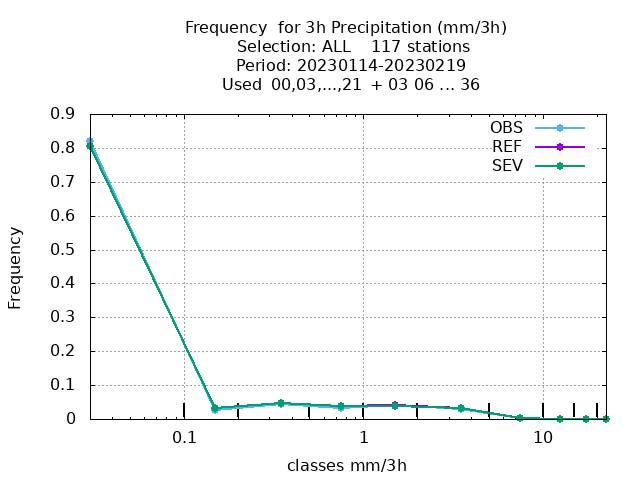 Frequency  for 3h Precipitation (mm/3h)
Selection: ALL    117 stations
Period: 20230114-20230219
Used  00,03,...,21  + 03 06 ... 36
OBS
REF
SEV
0.9
0.8
0.7
0.6
0.5
0.4
0.3
0.2
0.1
0
Frequency
0.1
1
10
classes mm/3h